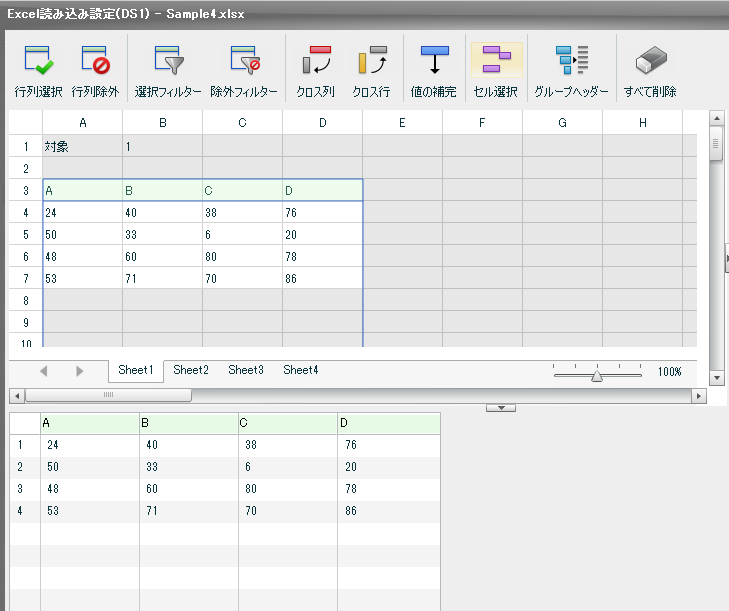 Excel読み込み設定(DS1) - Sample4.xlsx
行列選択 行列除外 選択フィルター 除外フィルター クロス列 クロス行 値の補完 セル選択 グループヘッダー すべて削除
A B C D E F G H
1 対象 1
2
3 A B C D
4 24 40 38 76
5 50 33 6 20
6 48 60 80 78
7 53 71 70 86
8
9
10
Sheet1 Sheet2 Sheet3 Sheet4 100%
A B C D
1 24 40 38 76
2 50 33 6 20
3 48 60 80 78
4 53 71 70 86